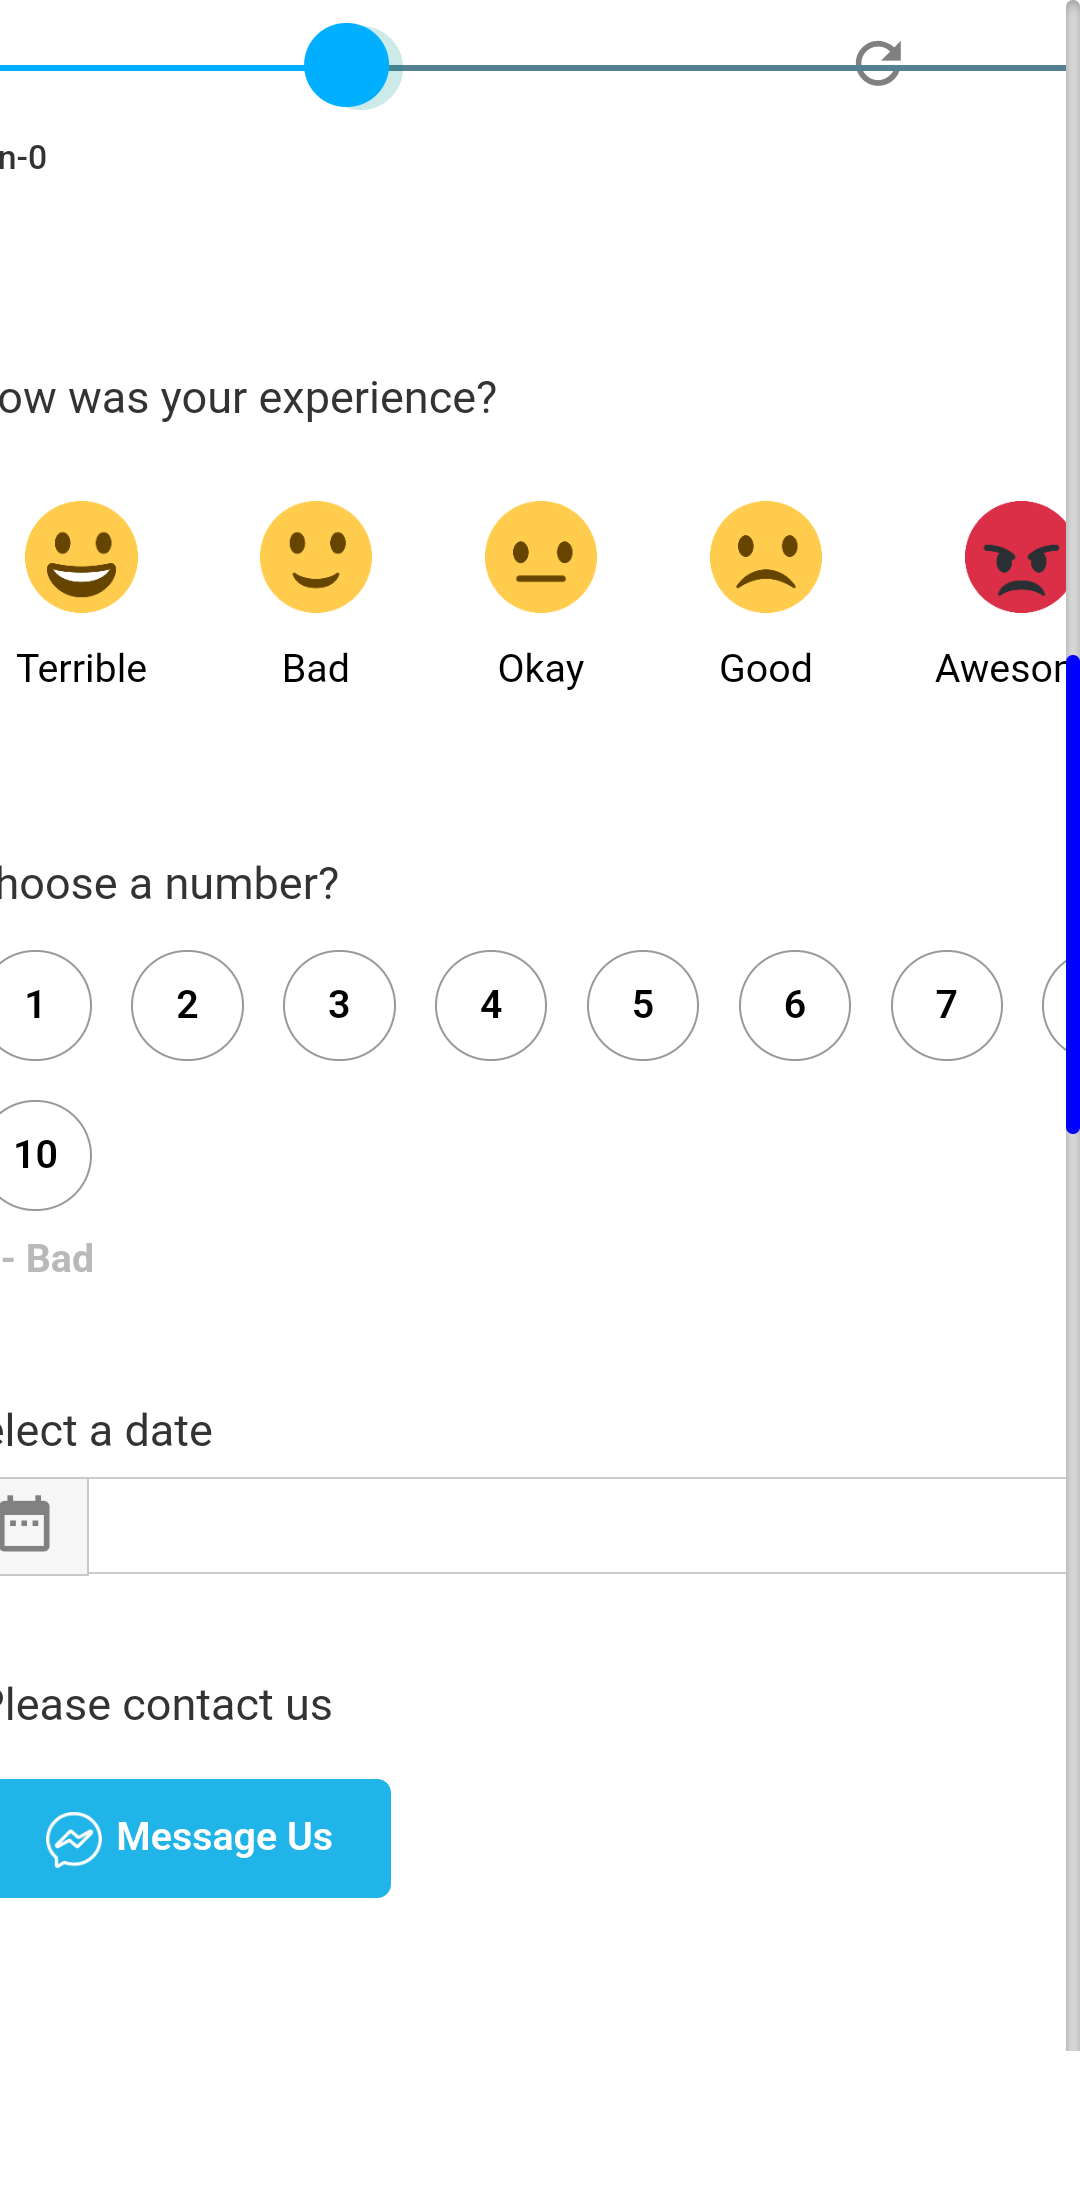 n-0
ow was your experience?
Terrible Bad Okay Good Aweso
hoose a number?
1 2 3 4 5 6 7
10
- Bad
elect a date
Please contact us
Message Us